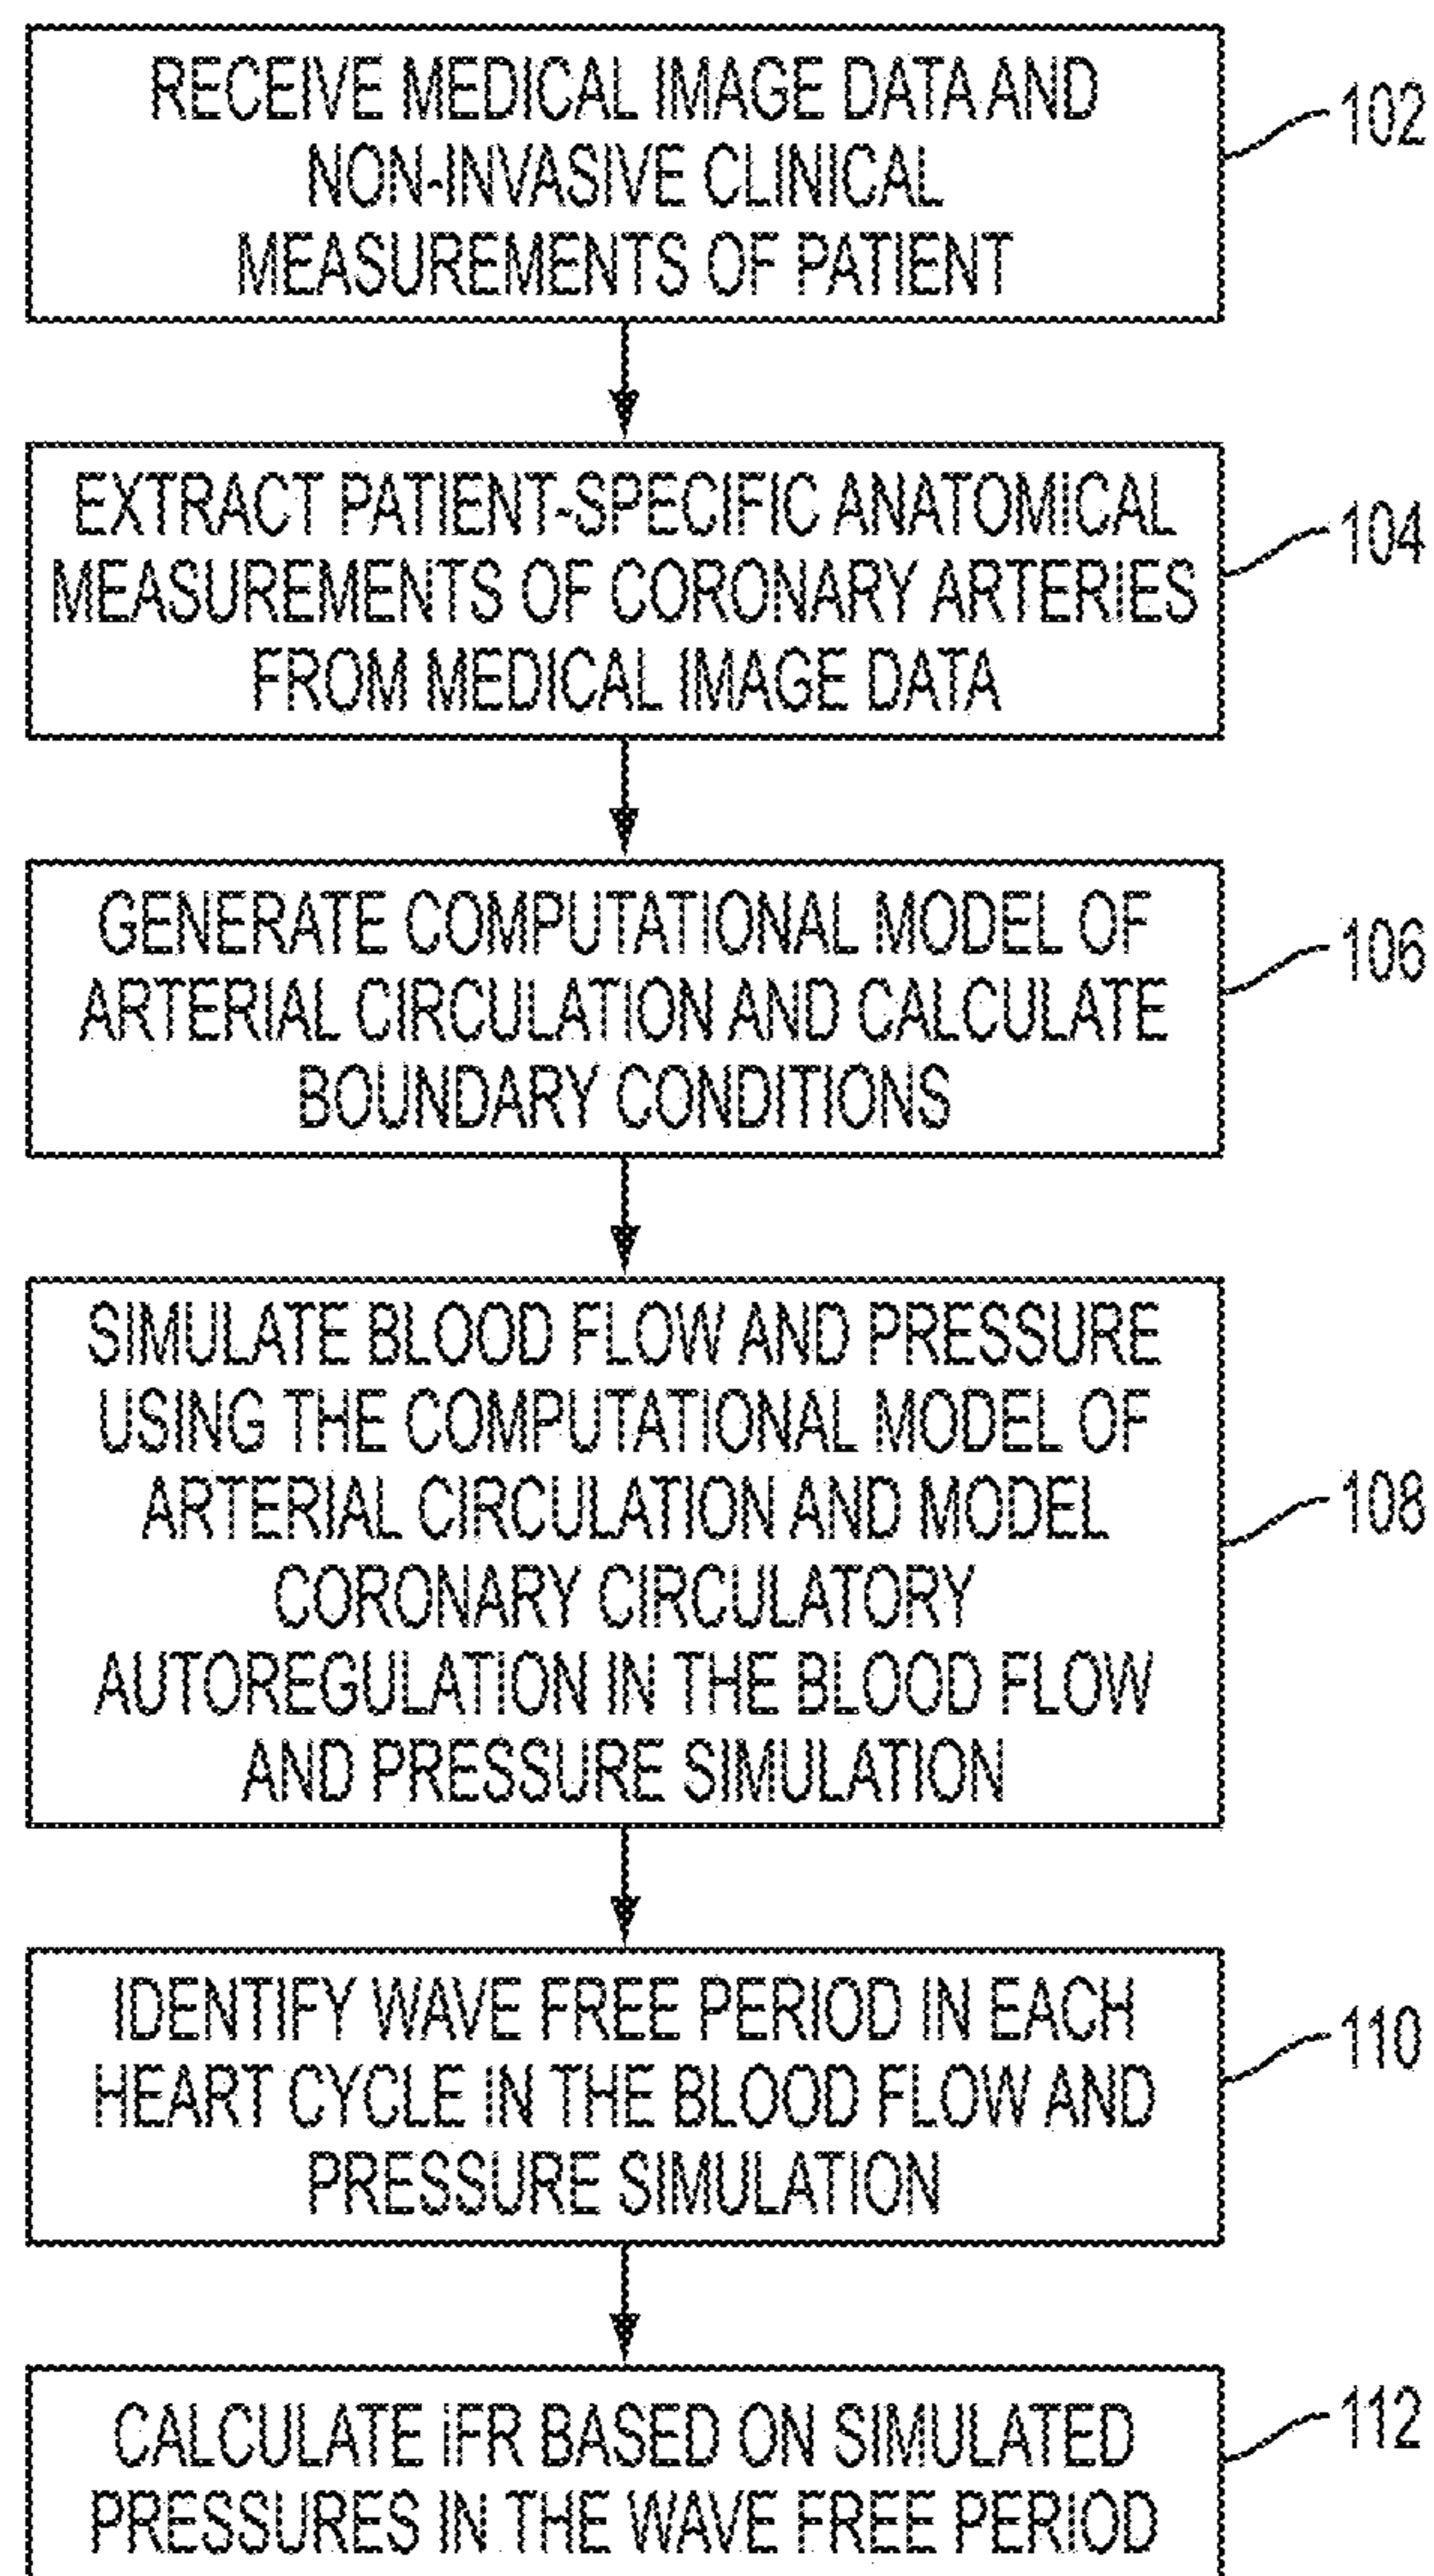 RECEIVE MEDICAL IMAGE DATA AND
NON-INVASIVE CLINICAL
MEASUREMENTS OF PATIENT
102
EXTRACT PATIENT-SPECIFIC ANATOMICAL
MEASUREMENTS OF CORONARY ARTERIES
FROM MEDICAL IMAGE DATA
104
GENERATE COMPUTATIONAL MODEL OF
ARTERIAL CIRCULATION AND CALCULATE
BOUNDARY CONDITIONS
106
SIMULATE BLOOD FLOW AND PRESSURE
USING THE COMPUTATIONAL MODEL OF
ARTERIAL CIRCULATION AND MODEL
CORONARY CIRCULATORY
AUTOREGULATION IN THE BLOOD FLOW
AND PRESSURE SIMULATION
108
IDENTIFY WAVE FREE PERIOD IN EACH
HEART CYCLE IN THE BLOOD FLOW AND
PRESSURE SIMULATION
110
CALCULATE iFR BASED ON SIMULATED
PRESSURES IN THE WAVE FREE PERIOD
112